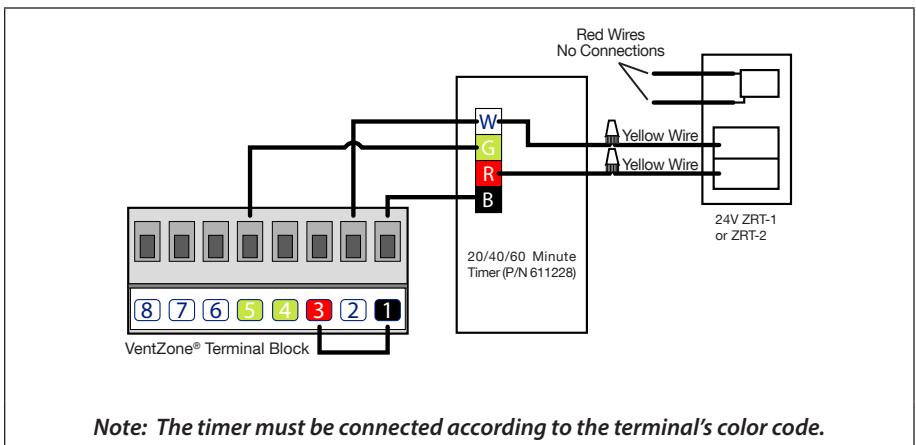 Red Wires
No Connections
W
G
R
B
Yellow Wire
Yellow Wire
24V ZRT-1
or ZRT-2
20/40/60 Minute
Timer (P/N 611228)
8 7 6 5 4 3 2 1
VentZone® Terminal Block
Note: The timer must be connected according to the terminal's color code.